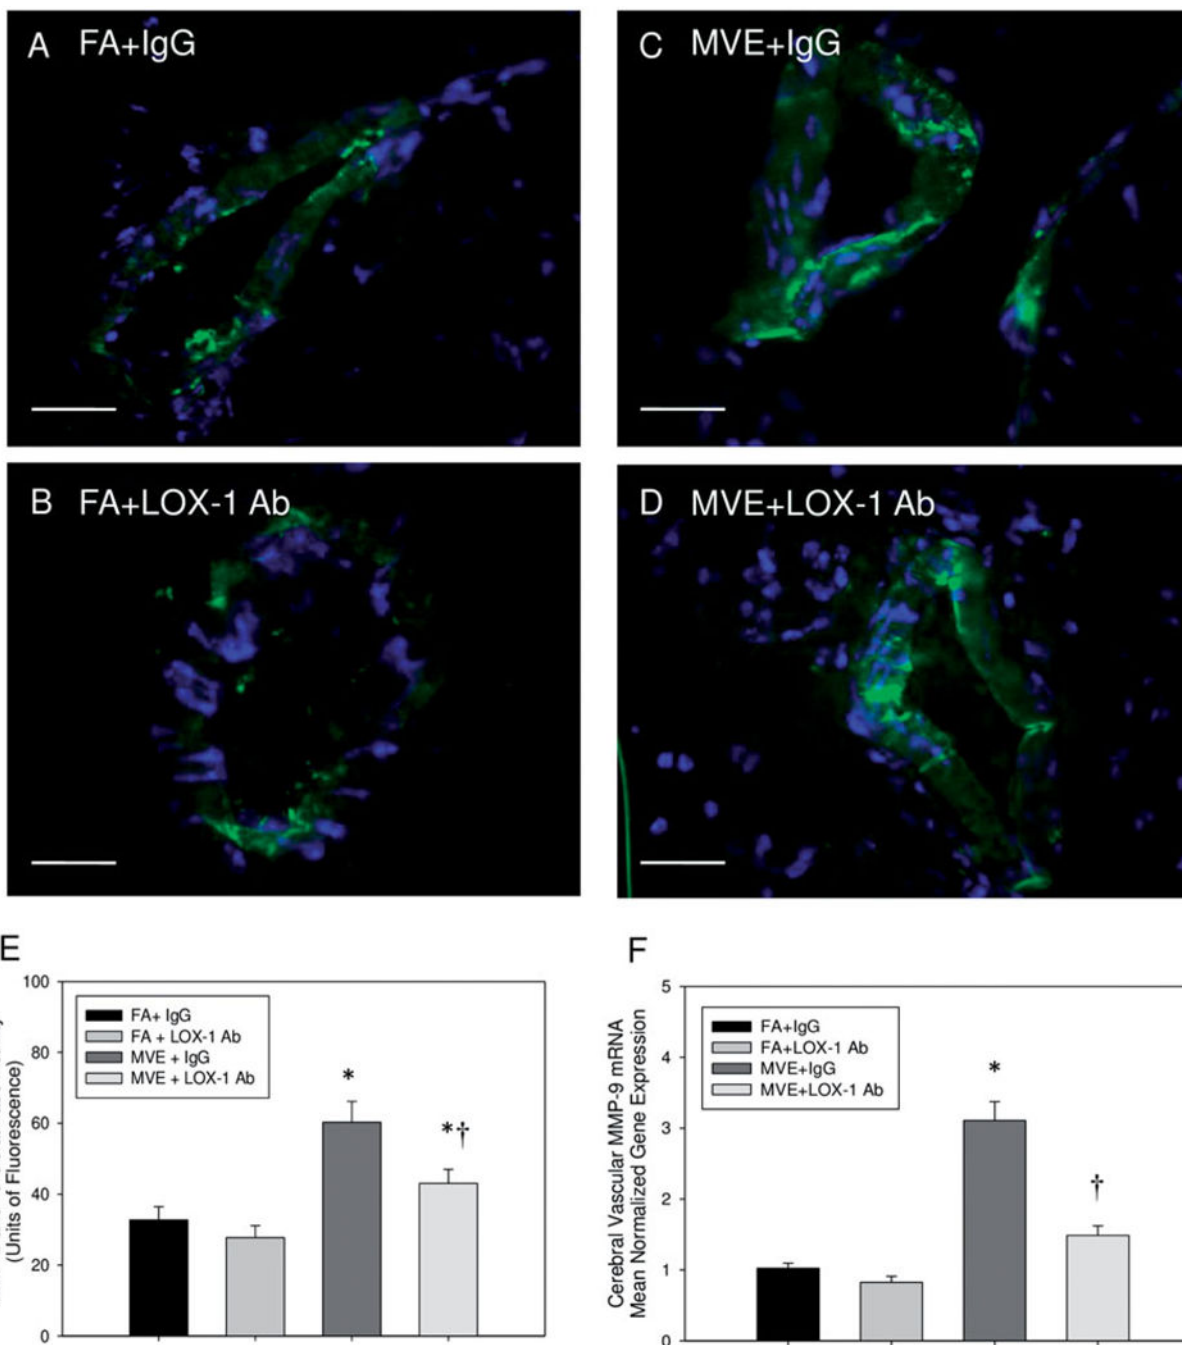 A FA+IgG
C MVE+IgG
B FA+LOX-1 Ab
D MVE+LOX-1 Ab
E
(Units of Fluorescence)
100
80
60
40
20
0
FA+ IgG
FA + LOX-1 Ab
MVE + IgG
MVE + LOX-1 Ab
*
*†
F
Cerebral Vascular MMP-9 mRNA
Mean Normalized Gene Expression
5
4
3
2
1
0
FA+IgG
FA+LOX-1 Ab
MVE+IgG
MVE+LOX-1 Ab
*
†